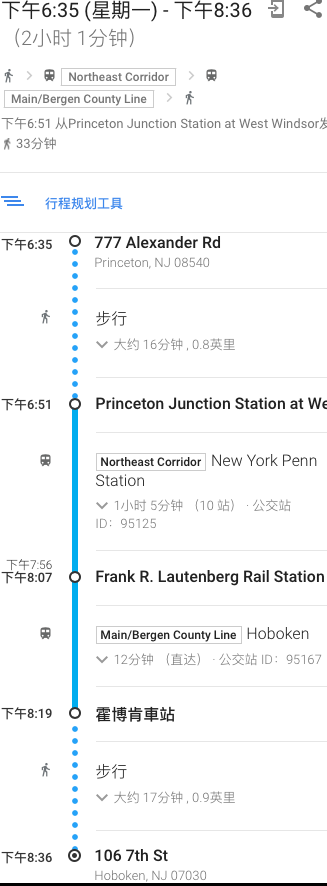 下午6:35 (星期一) - 下午8:36
（2小时 1分钟）
Northeast Corridor
Main/Bergen County Line
下午6:51 从Princeton Junction Station at West Windsor发
33分钟
行程规划工具
下午6:35 777 Alexander Rd
Princeton, NJ 08540
步行
大约 16分钟 , 0.8英里
下午6:51 Princeton Junction Station at We
Northeast Corridor New York Penn
Station
1小时 5分钟 （10 站） · 公交站
ID：95125
下午7:56
下午8:07 Frank R. Lautenberg Rail Station
Main/Bergen County Line Hoboken
12分钟 （直达） · 公交站 ID：95167
下午8:19 霍博肯車站
步行
大约 17分钟 , 0.9英里
下午8:36 106 7th St
Hoboken, NJ 07030